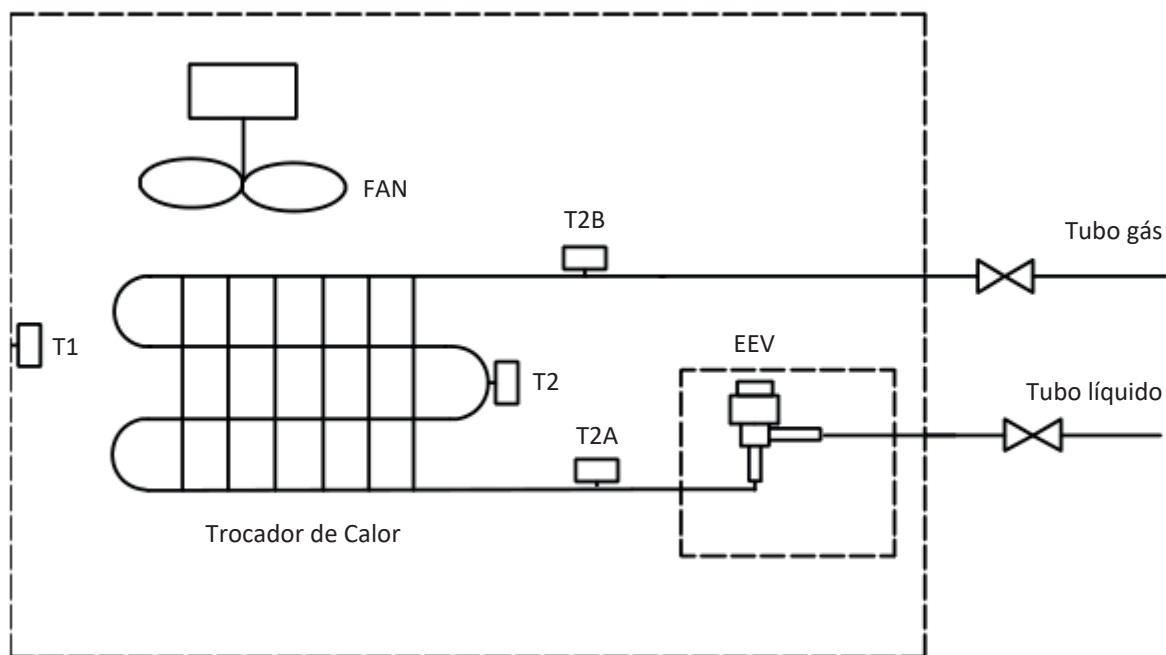 FAN
T2B
Tubo gás
T1
EEV
T2
Tubo líquido
T2A
Trocador de Calor